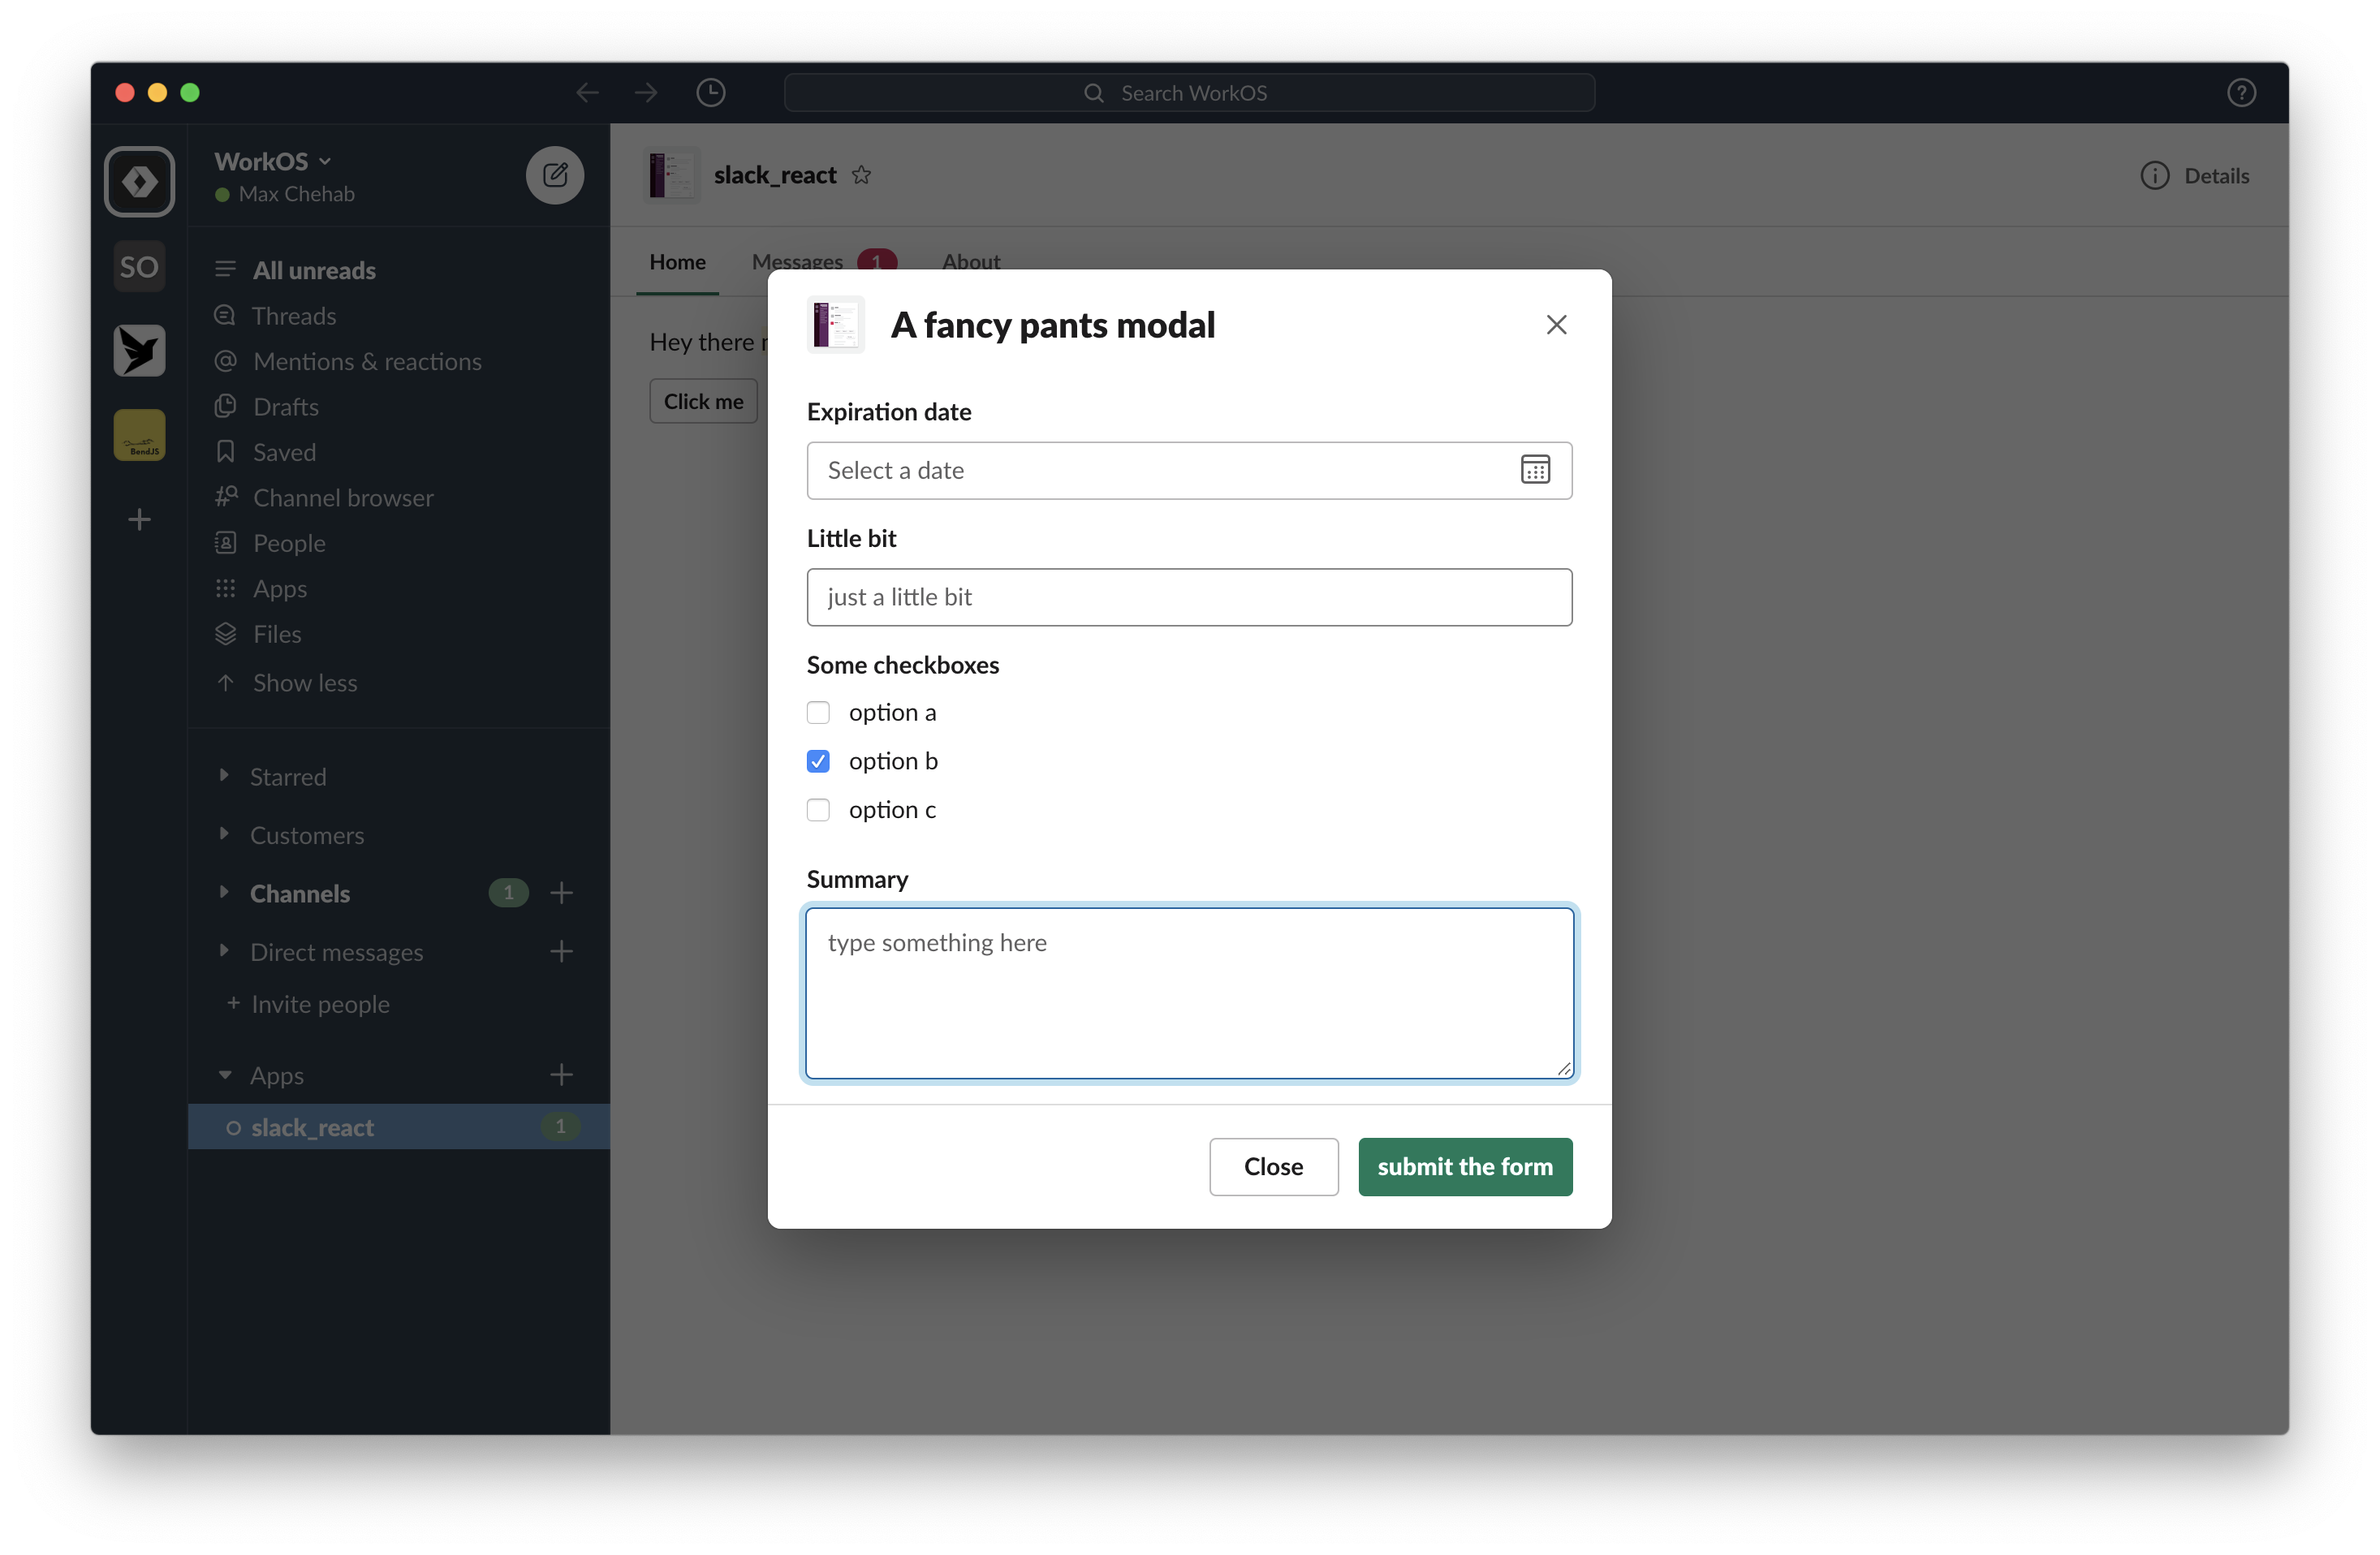 Search WorkOS
WorkOS
Max Chehab
SO
BendJS
All unreads
Threads
Mentions & reactions
Drafts
Saved
Channel browser
People
Apps
Files
Show less
Starred
Customers
Channels 1
Direct messages
Invite people
Apps
slack_react 1
slack_react
Details
Home Messages 1 About
Hey there
Click me
A fancy pants modal
Expiration date
Select a date
Little bit
just a little bit
Some checkboxes
option a
option b
option c
Summary
type something here
Close submit the form